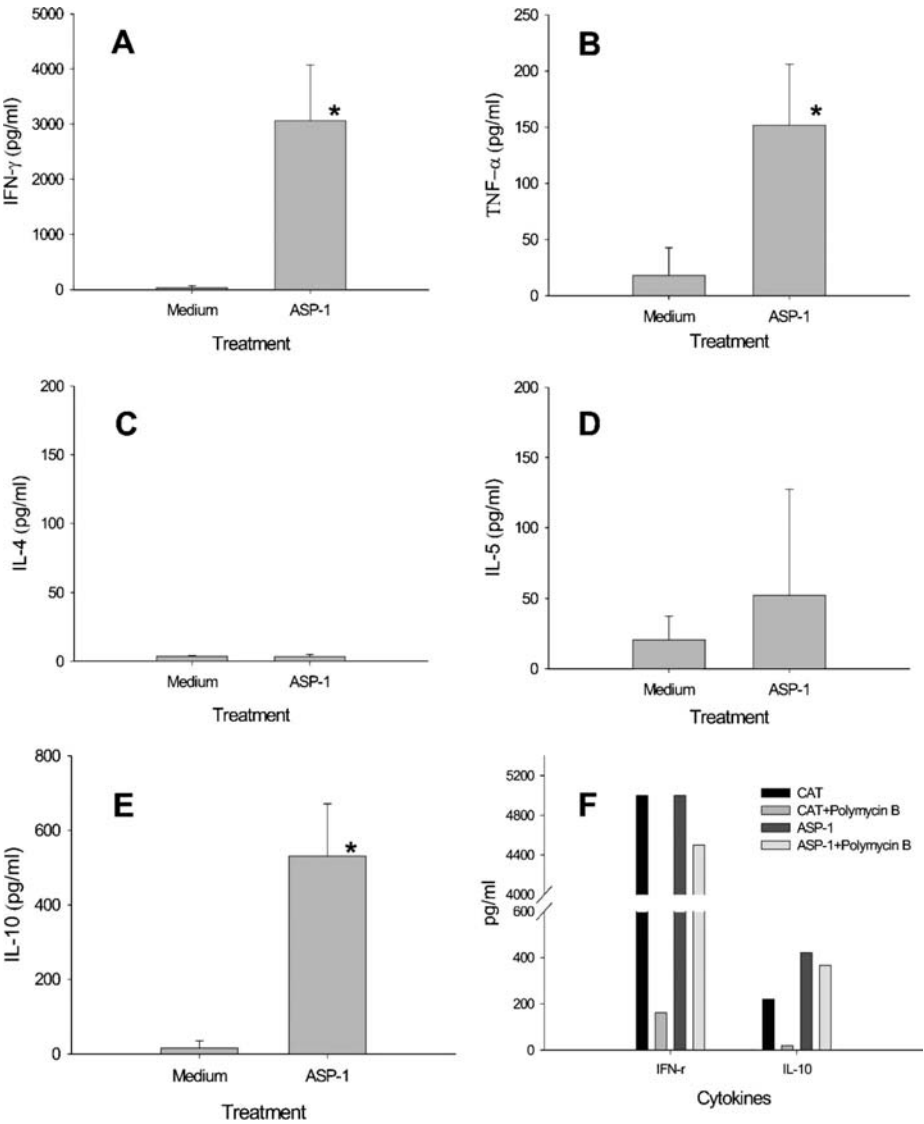 A
IFN-γ (pg/ml)
5000
4000
3000
2000
1000
0
*
Medium
ASP-1
Treatment
B
TNF-α (pg/ml)
250
200
150
100
50
0
*
Medium
ASP-1
Treatment
C
IL-4 (pg/ml)
200
150
100
50
0
Medium
ASP-1
Treatment
D
IL-5 (pg/ml)
200
150
100
50
0
Medium
ASP-1
Treatment
E
IL-10 (pg/ml)
800
600
400
200
0
*
Medium
ASP-1
Treatment
F
pg/ml
5200
4800
4400
4000
600
400
200
0
CAT
CAT+Polymycin B
ASP-1
ASP-1+Polymycin B
IFN-r
IL-10
Cytokines